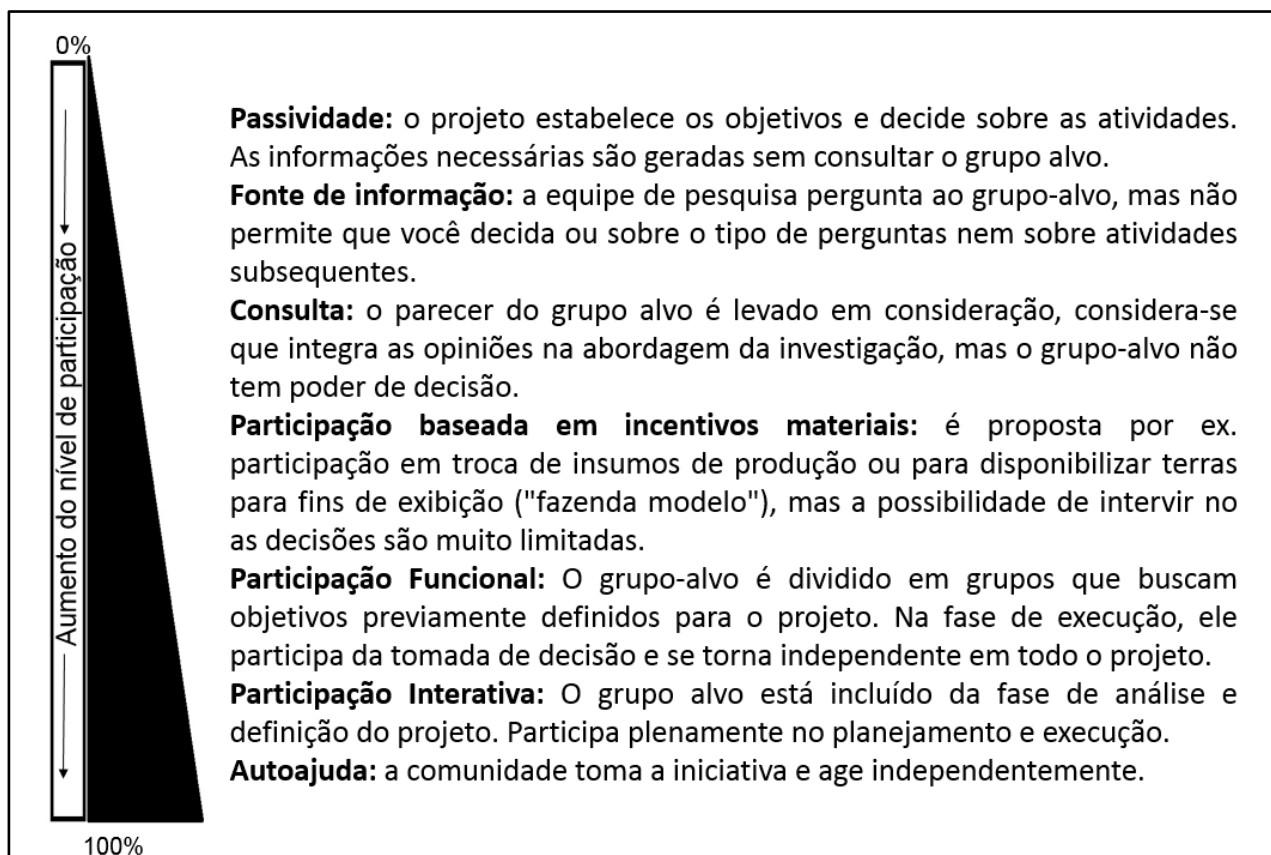 0%
Aumento do nível de participação
Passividade: o projeto estabelece os objetivos e decide sobre as atividades.
As informações necessárias são geradas sem consultar o grupo alvo.
Fonte de informação: a equipe de pesquisa pergunta ao grupo-alvo, mas não
permite que você decida ou sobre o tipo de perguntas nem sobre atividades
subsequentes.
Consulta: o parecer do grupo alvo é levado em consideração, considera-se
que integra as opiniões na abordagem da investigação, mas o grupo-alvo não
tem poder de decisão.
Participação baseada em incentivos materiais: é proposta por ex.
participação em troca de insumos de produção ou para disponibilizar terras
para fins de exibição ("fazenda modelo"), mas a possibilidade de intervir no
as decisões são muito limitadas.
Participação Funcional: O grupo-alvo é dividido em grupos que buscam
objetivos previamente definidos para o projeto. Na fase de execução, ele
participa da tomada de decisão e se torna independente em todo o projeto.
Participação Interativa: O grupo alvo está incluído da fase de análise e
definição do projeto. Participa plenamente no planejamento e execução.
Autoajuda: a comunidade toma a iniciativa e age independentemente.
100%